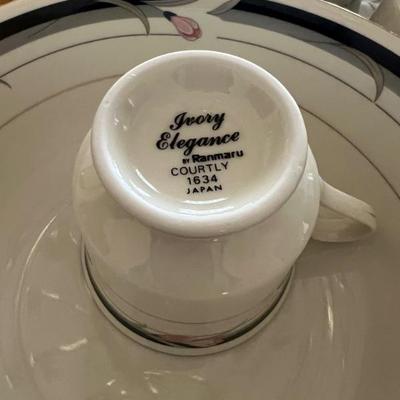 Ivory
Elegance
BY Ranmaru
COURTLY
1634
JAPAN